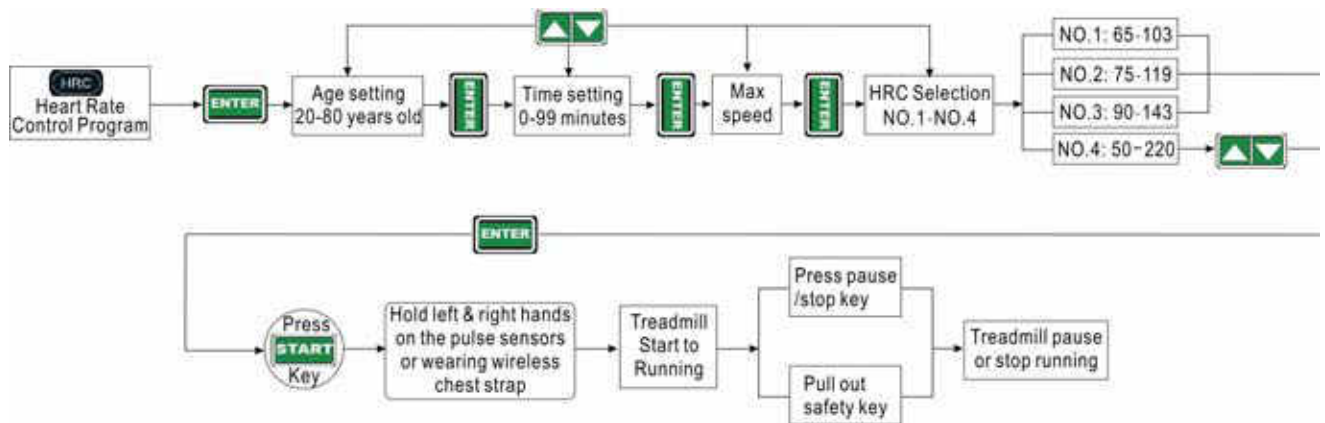 HRC
Heart Rate
Control Program
ENTER
Age setting
20-80 years old
ENTER
Time setting
0-99 minutes
ENTER
Max
speed
ENTER
HRC Selection
NO.1-NO.4
NO.1: 65-103
NO.2: 75-119
NO.3: 90-143
NO.4: 50-220
ENTER
Press
START
Key
Hold left & right hands
on the pulse sensors
or wearing wireless
chest strap
Treadmill
Start to
Running
Press pause
/stop key
Pull out
safety key
Treadmill pause
or stop running